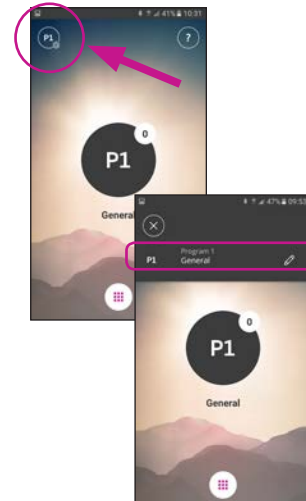 41% 10:31
P1
?
0
P1
General
47% 09:53
Program 1
P1 General
0
P1
General